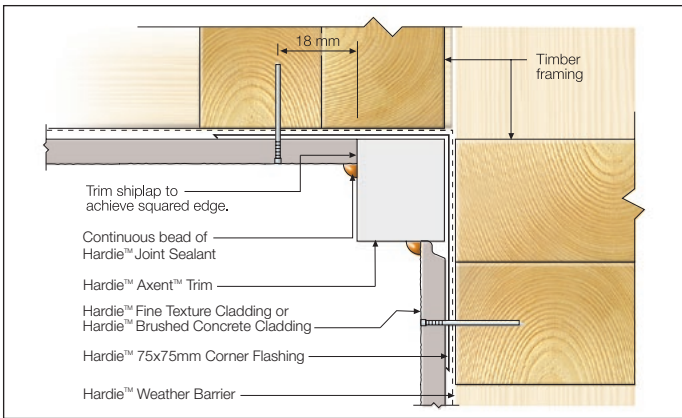 18 mm
Timber
framing
Trim shiplap to
achieve squared edge.
Continuous bead of
Hardie™ Joint Sealant
Hardie™ Axent™ Trim
Hardie™ Fine Texture Cladding or
Hardie™ Brushed Concrete Cladding
Hardie™ 75x75mm Corner Flashing
Hardie™ Weather Barrier